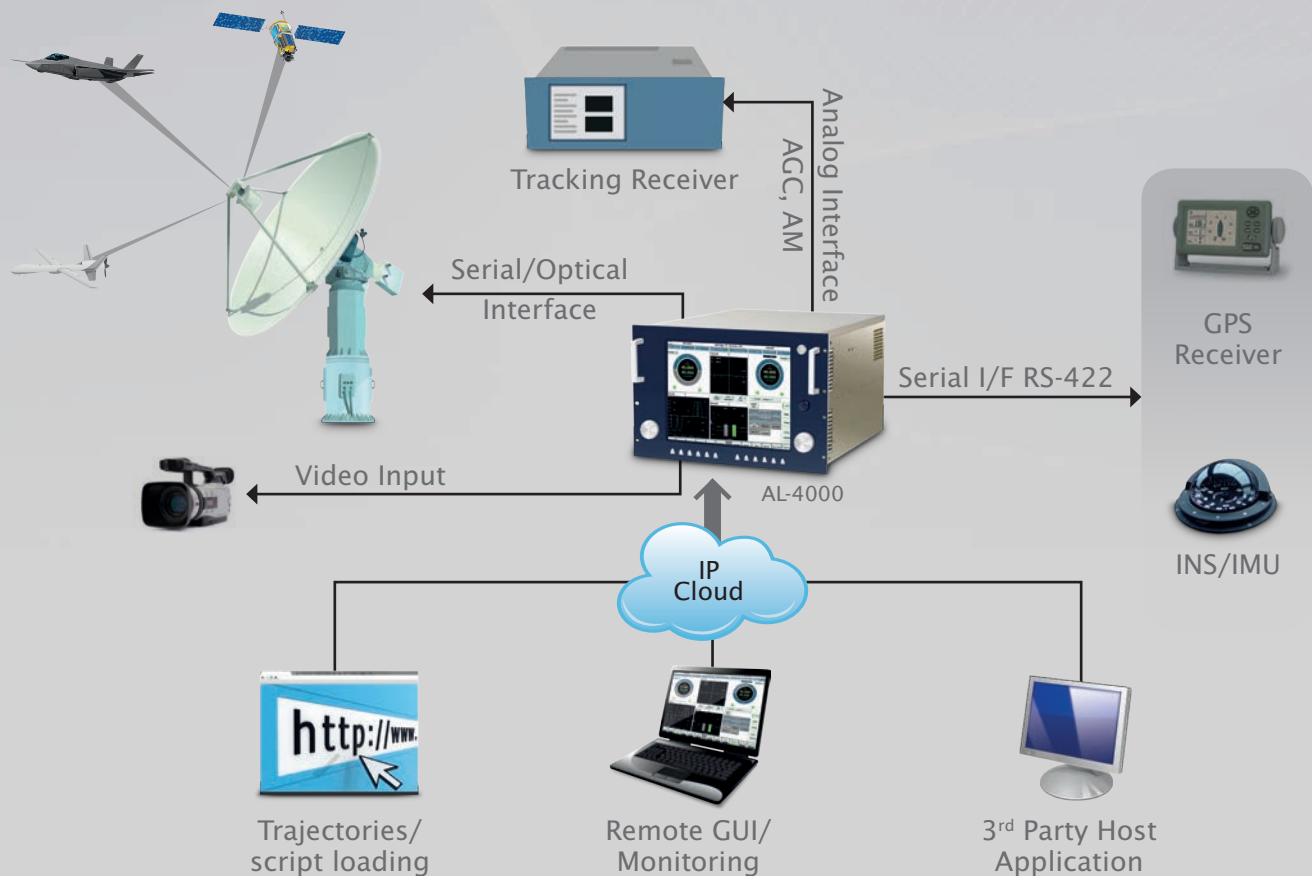 Tracking Receiver
Analog Interface
AGC, AM
Serial/Optical
Interface
GPS
Receiver
Serial I/F RS-422
Video Input
AL-4000
INS/IMU
IP
Cloud
http://www.
Trajectories/
script loading
Remote GUI/
Monitoring
3rd Party Host
Application